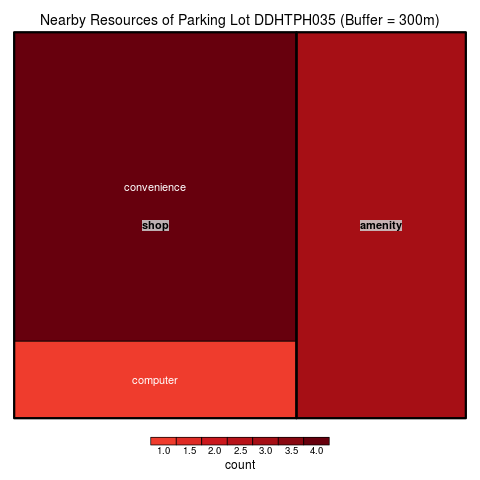 Nearby Resources of Parking Lot DDHTPH035 (Buffer = 300m)
convenience
shop
amenity
computer
1.0 1.5 2.0 2.5 3.0 3.5 4.0
count